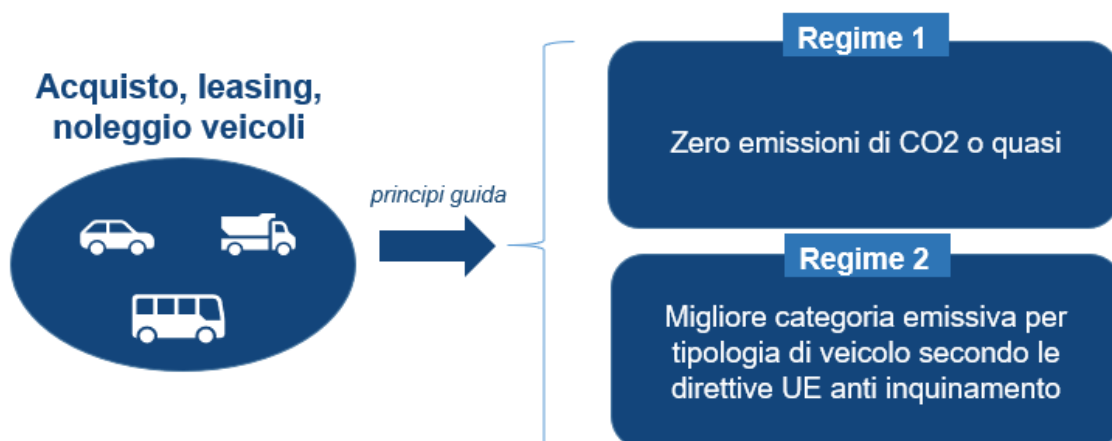 Acquisto, leasing,
noleggio veicoli
principi guida
Regime 1
Zero emissioni di CO2 o quasi
Regime 2
Migliore categoria emissiva per
tipologia di veicolo secondo le
direttive UE anti inquinamento